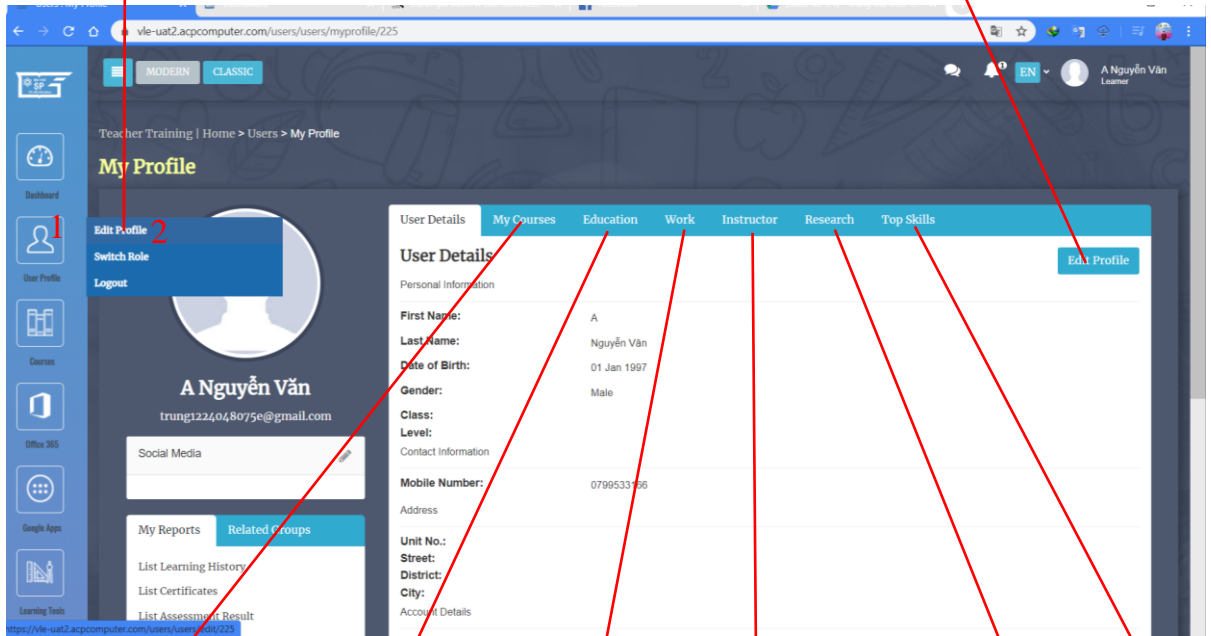 vle-uat2.acpcomputer.com/users/users/myprofile/225
SP
MODERN CLASSIC
1 EN
A Nguyễn Văn
Learner
Teacher Training | Home > Users > My Profile
My Profile
Dashboard
1
User Profile
Edit Profile 2
Switch Role
Logout
Courses
Office 365
Google Apps
Learning Tools
A Nguyễn Văn
trung1224048075e@gmail.com
Social Media
My Reports Related Groups
List Learning History
List Certificates
List Assessment Result
User Details My Courses Education Work Instructor Research Top Skills
User Details
Edit Profile
Personal Information
First Name: A
Last Name: Nguyễn Văn
Date of Birth: 01 Jan 1997
Gender: Male
Class:
Level:
Contact Information
Mobile Number: 0799533166
Address
Unit No.:
Street:
District:
City:
Account Details
https://vle-uat2.acpcomputer.com/users/users/edit/225